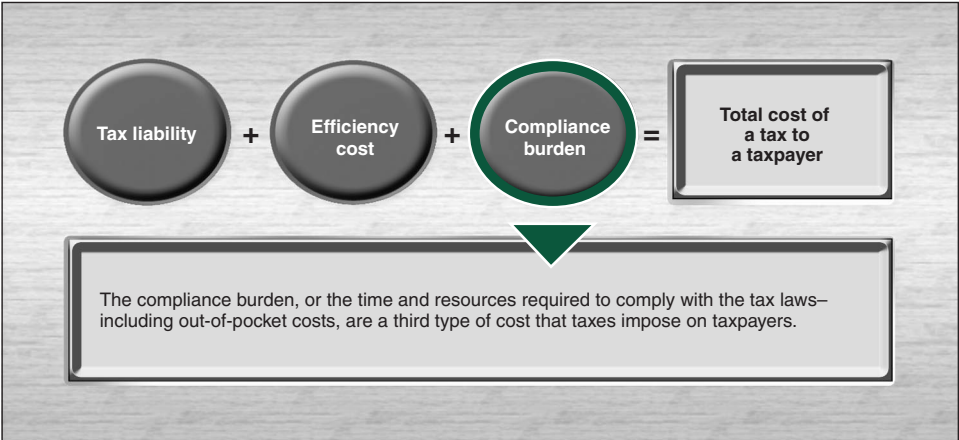 Tax liability
+
Efficiency
cost
+
Compliance
burden
=
Total cost of
a tax to
a taxpayer
The compliance burden, or the time and resources required to comply with the tax laws–
including out-of-pocket costs, are a third type of cost that taxes impose on taxpayers.